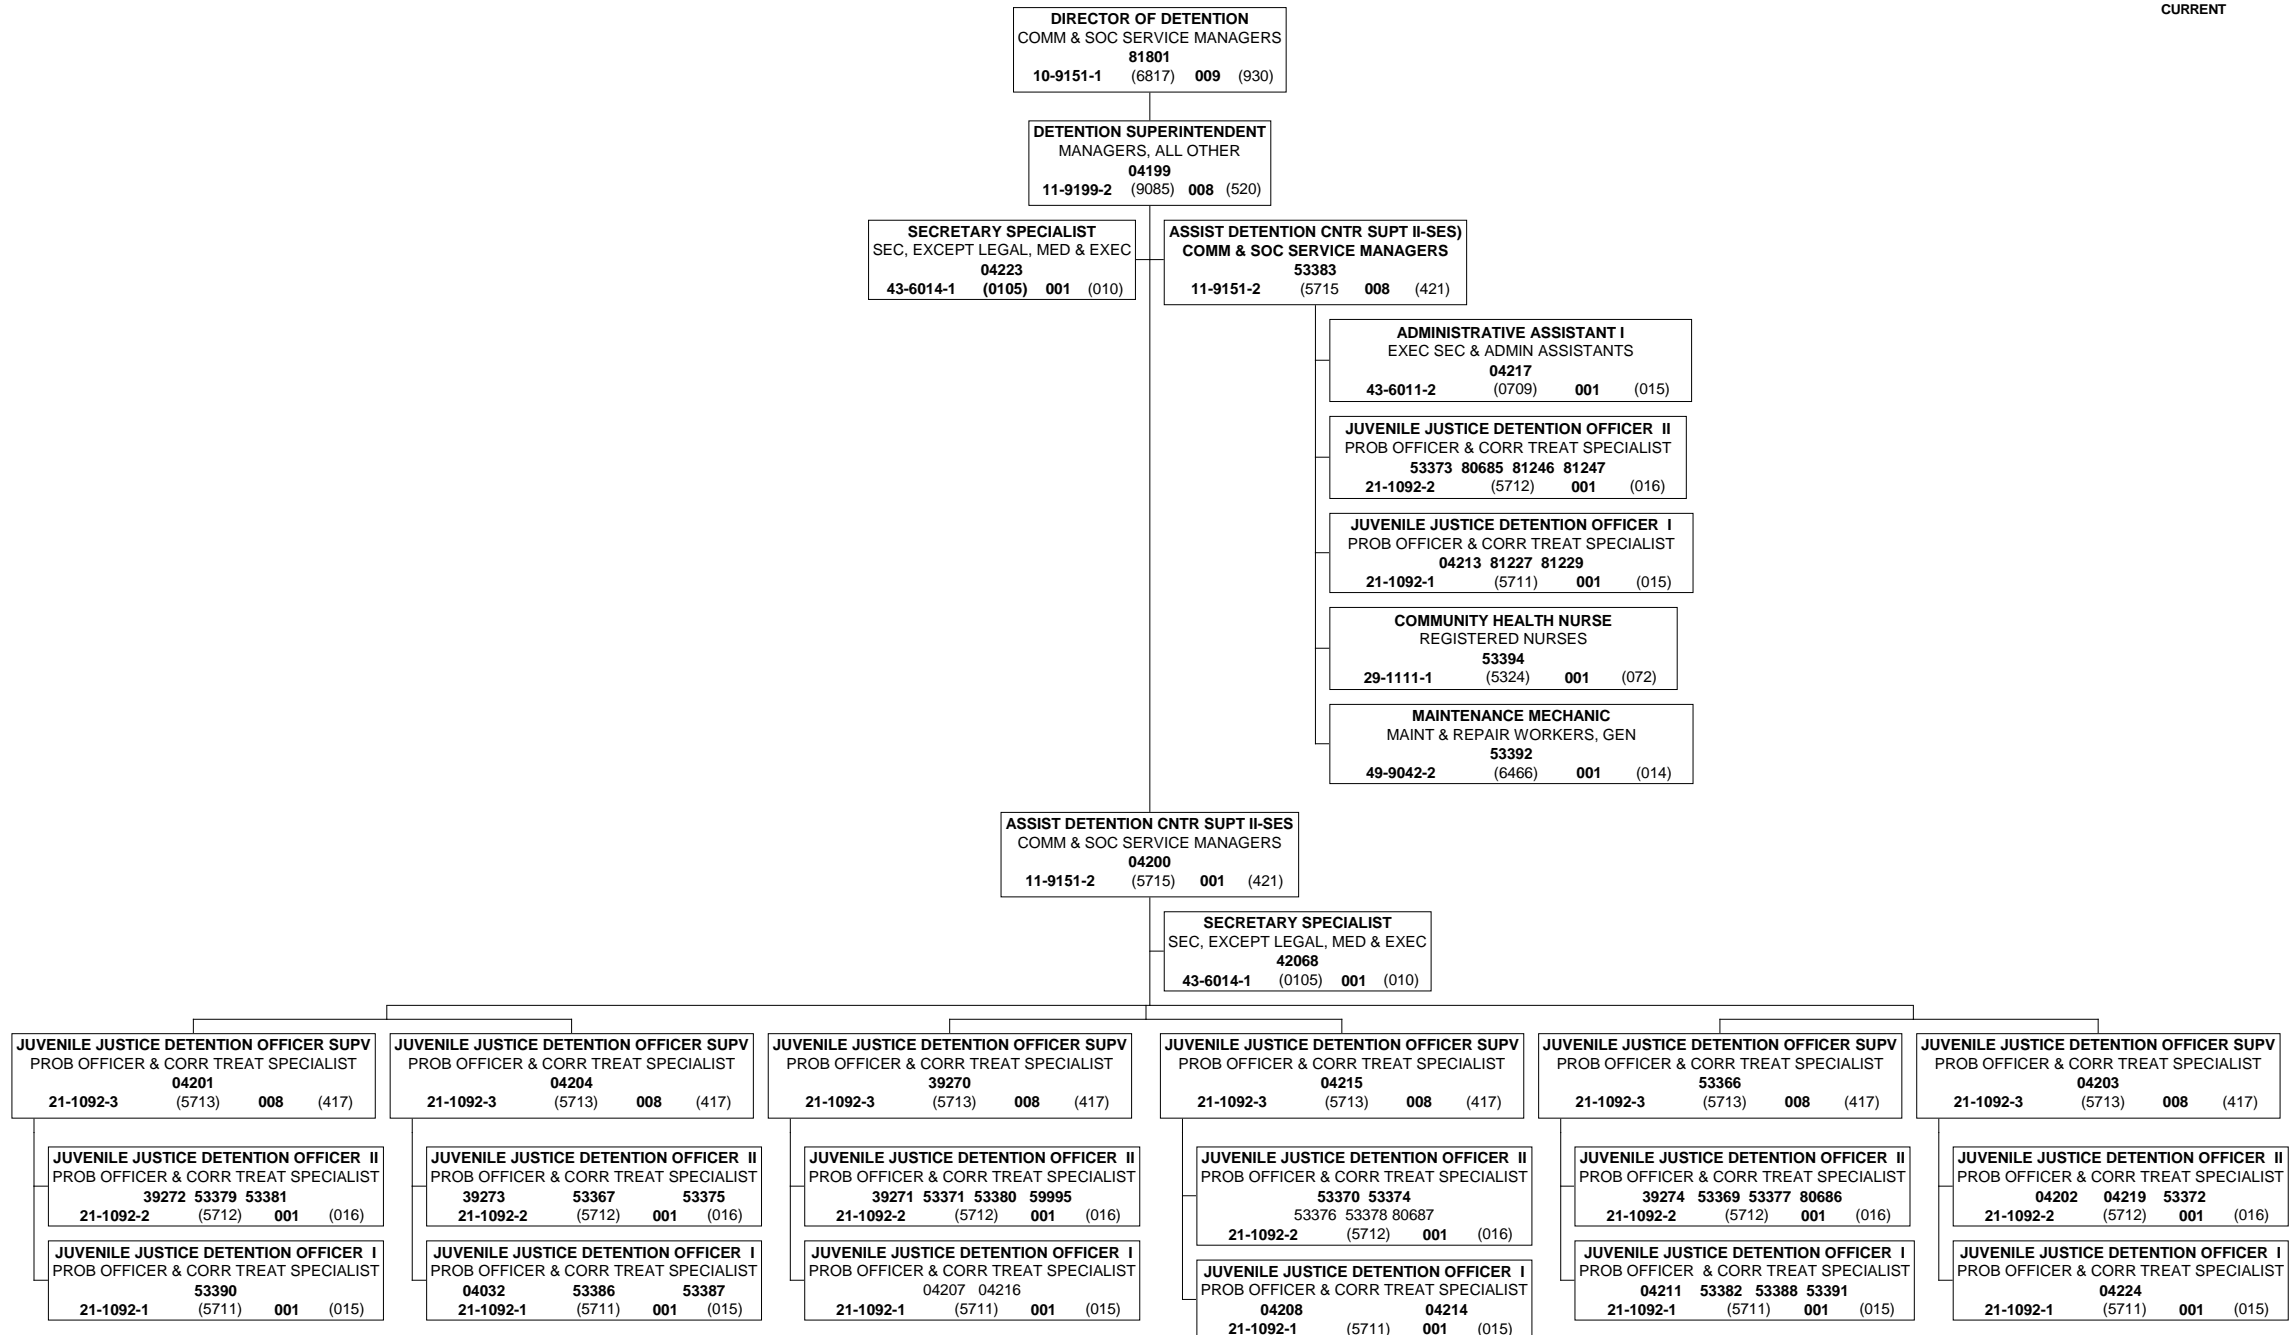 CURRENT
DIRECTOR OF DETENTION
COMM & SOC SERVICE MANAGERS
81801
10-9151-1 (6817) 009 (930)
DETENTION SUPERINTENDENT
MANAGERS, ALL OTHER
04199
11-9199-2 (9085) 008 (520)
SECRETARY SPECIALIST
SEC, EXCEPT LEGAL, MED & EXEC
04223
43-6014-1 (0105) 001 (010)
ASSIST DETENTION CNTR SUPT II-SES)
COMM & SOC SERVICE MANAGERS
53383
11-9151-2 (5715 008 (421)
ADMINISTRATIVE ASSISTANT I
EXEC SEC & ADMIN ASSISTANTS
04217
43-6011-2 (0709) 001 (015)
JUVENILE JUSTICE DETENTION OFFICER II
PROB OFFICER & CORR TREAT SPECIALIST
53373 80685 81246 81247
21-1092-2 (5712) 001 (016)
JUVENILE JUSTICE DETENTION OFFICER I
PROB OFFICER & CORR TREAT SPECIALIST
04213 81227 81229
21-1092-1 (5711) 001 (015)
COMMUNITY HEALTH NURSE
REGISTERED NURSES
53394
29-1111-1 (5324) 001 (072)
MAINTENANCE MECHANIC
MAINT & REPAIR WORKERS, GEN
53392
49-9042-2 (6466) 001 (014)
ASSIST DETENTION CNTR SUPT II-SES
COMM & SOC SERVICE MANAGERS
04200
11-9151-2 (5715) 001 (421)
SECRETARY SPECIALIST
SEC, EXCEPT LEGAL, MED & EXEC
42068
43-6014-1 (0105) 001 (010)
JUVENILE JUSTICE DETENTION OFFICER SUPV
PROB OFFICER & CORR TREAT SPECIALIST
04201
21-1092-3 (5713) 008 (417)
JUVENILE JUSTICE DETENTION OFFICER II
PROB OFFICER & CORR TREAT SPECIALIST
39272 53379 53381
21-1092-2 (5712) 001 (016)
JUVENILE JUSTICE DETENTION OFFICER I
PROB OFFICER & CORR TREAT SPECIALIST
53390
21-1092-1 (5711) 001 (015)
JUVENILE JUSTICE DETENTION OFFICER SUPV
PROB OFFICER & CORR TREAT SPECIALIST
04204
21-1092-3 (5713) 008 (417)
JUVENILE JUSTICE DETENTION OFFICER II
PROB OFFICER & CORR TREAT SPECIALIST
39273 53367 53375
21-1092-2 (5712) 001 (016)
JUVENILE JUSTICE DETENTION OFFICER I
PROB OFFICER & CORR TREAT SPECIALIST
04032 53386 53387
21-1092-1 (5711) 001 (015)
JUVENILE JUSTICE DETENTION OFFICER SUPV
PROB OFFICER & CORR TREAT SPECIALIST
39270
21-1092-3 (5713) 008 (417)
JUVENILE JUSTICE DETENTION OFFICER II
PROB OFFICER & CORR TREAT SPECIALIST
39271 53371 53380 59995
21-1092-2 (5712) 001 (016)
JUVENILE JUSTICE DETENTION OFFICER I
PROB OFFICER & CORR TREAT SPECIALIST
04207 04216
21-1092-1 (5711) 001 (015)
JUVENILE JUSTICE DETENTION OFFICER SUPV
PROB OFFICER & CORR TREAT SPECIALIST
04215
21-1092-3 (5713) 008 (417)
JUVENILE JUSTICE DETENTION OFFICER II
PROB OFFICER & CORR TREAT SPECIALIST
53370 53374
53376 53378 80687
21-1092-2 (5712) 001 (016)
JUVENILE JUSTICE DETENTION OFFICER I
PROB OFFICER & CORR TREAT SPECIALIST
04208 04214
21-1092-1 (5711) 001 (015)
JUVENILE JUSTICE DETENTION OFFICER SUPV
PROB OFFICER & CORR TREAT SPECIALIST
53366
21-1092-3 (5713) 008 (417)
JUVENILE JUSTICE DETENTION OFFICER II
PROB OFFICER & CORR TREAT SPECIALIST
39274 53369 53377 80686
21-1092-2 (5712) 001 (016)
JUVENILE JUSTICE DETENTION OFFICER I
PROB OFFICER & CORR TREAT SPECIALIST
04211 53382 53388 53391
21-1092-1 (5711) 001 (015)
JUVENILE JUSTICE DETENTION OFFICER SUPV
PROB OFFICER & CORR TREAT SPECIALIST
04203
21-1092-3 (5713) 008 (417)
JUVENILE JUSTICE DETENTION OFFICER II
PROB OFFICER & CORR TREAT SPECIALIST
04202 04219 53372
21-1092-2 (5712) 001 (016)
JUVENILE JUSTICE DETENTION OFFICER I
PROB OFFICER & CORR TREAT SPECIALIST
04224
21-1092-1 (5711) 001 (015)